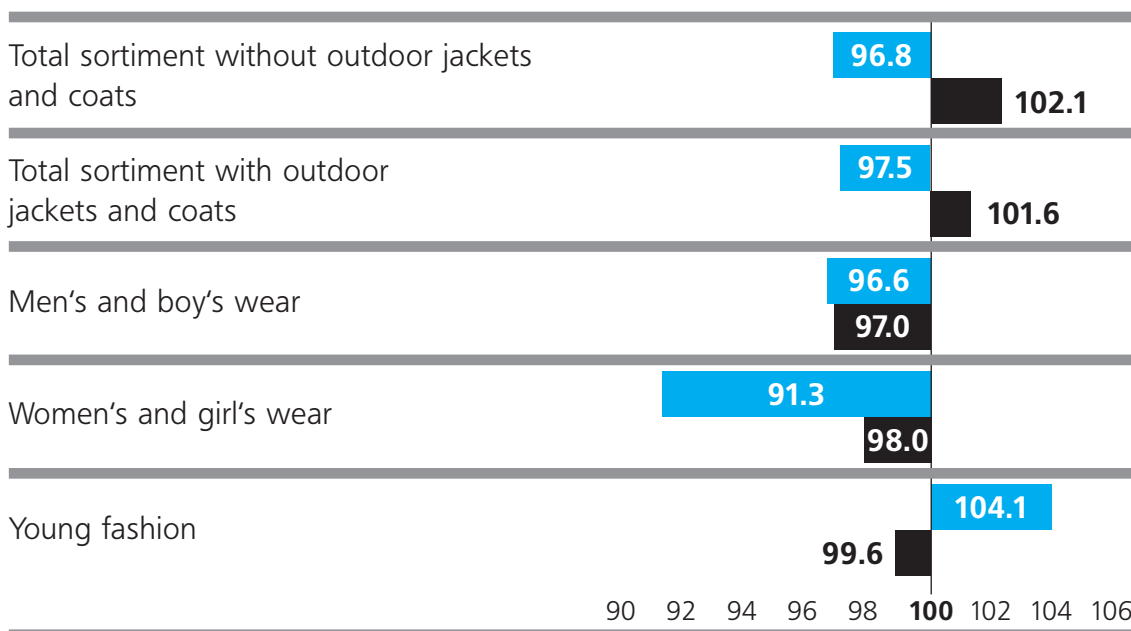 Total sortiment without outdoor jackets
and coats
96.8
102.1
Total sortiment with outdoor
jackets and coats
97.5
101.6
Men‘s and boy‘s wear
96.6
97.0
Women‘s and girl‘s wear
91.3
98.0
Young fashion
104.1
99.6
90 92 94 96 98 100 102 104 106